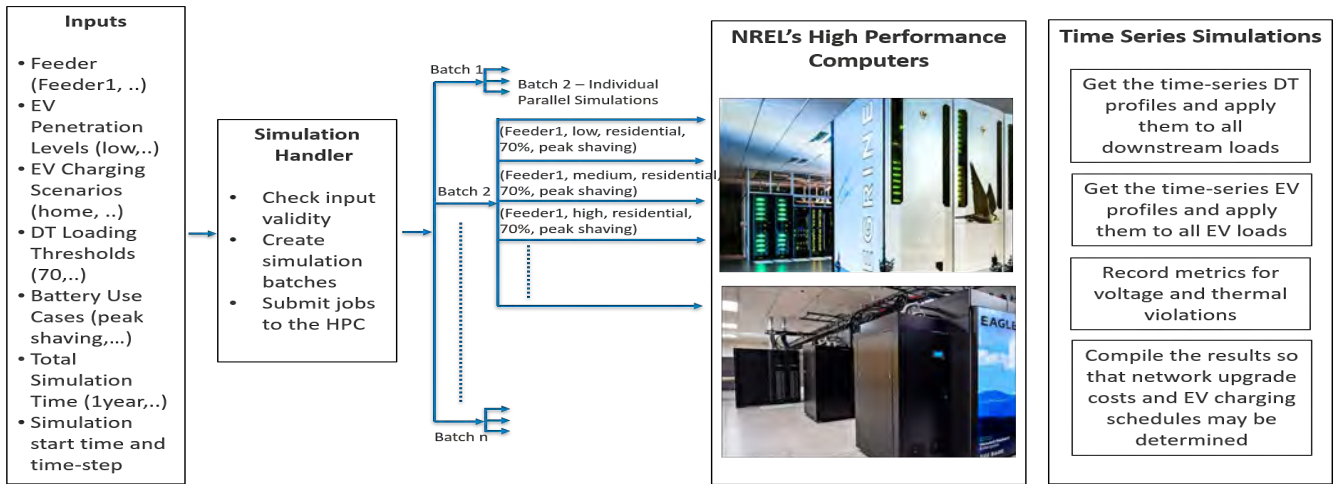 Inputs
• Feeder
(Feeder1, ..)
• EV
Penetration
Levels (low,..)
• EV Charging
Scenarios
(home, ..)
• DT Loading
Thresholds
(70,..)
• Battery Use
Cases (peak
shaving,...)
• Total
Simulation
Time (1year,..)
• Simulation
start time and
time-step
Simulation
Handler
• Check input
validity
• Create
simulation
batches
• Submit jobs
to the HPC
Batch 1
Batch 2 – Individual
Parallel Simulations
(Feeder1, low, residential,
70%, peak shaving)
Batch 2
(Feeder1, medium, residential,
70%, peak shaving)
(Feeder1, high, residential,
70%, peak shaving)
Batch n
NREL's High Performance
Computers
EAGLE
Time Series Simulations
Get the time-series DT
profiles and apply
them to all
downstream loads
Get the time-series EV
profiles and apply
them to all EV loads
Record metrics for
voltage and thermal
violations
Compile the results so
that network upgrade
costs and EV charging
schedules may be
determined